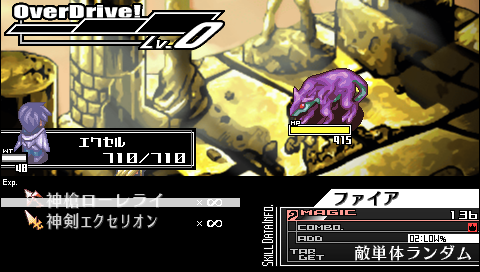 OverDrive!
Lv. 0
HP
415
エクセル
WT
710/710
48
Exp.
神槍ローレライ ×∞
神剣エクセリオン ×∞
SKILL DATA INFO.
ファイア
MAGIC 136
COMBO.
ADD 02:LOW%
TARGET 敵単体ランダム